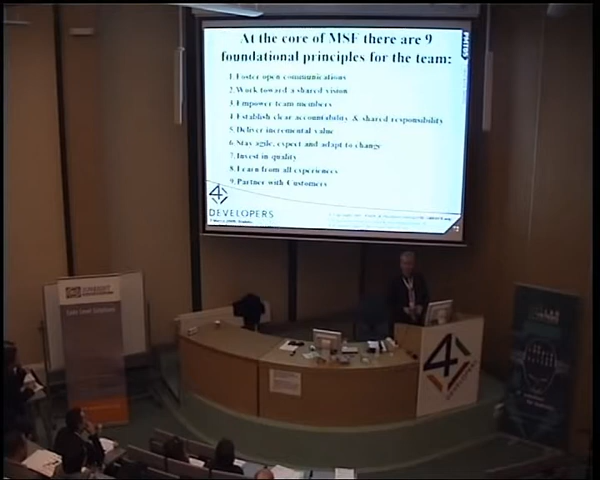 At the core of MSF there are 9
foundational principles for the team:
1. Foster open communications
2. Work toward a shared vision
3. Empower team members
4. Establish clear accountability & shared responsibility
5. Deliver incremental value
6. Stay agile, expect and adapt to change
7. Invest in quality
8. Learn from all experiences
9. Partner with Customers
4
DEVELOPERS
4